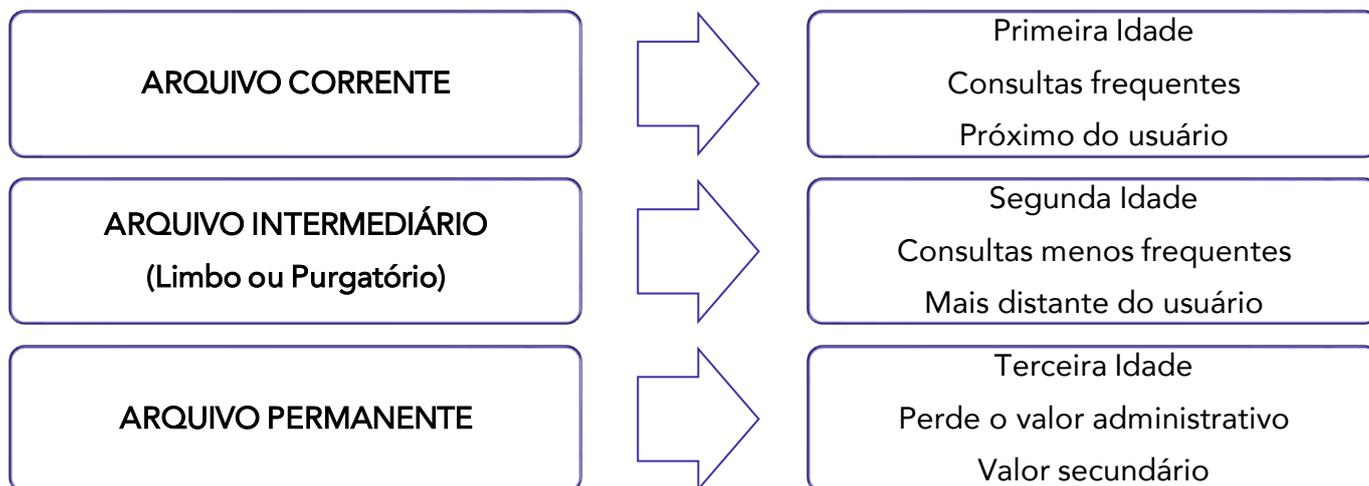 ARQUIVO CORRENTE
Primeira Idade
Consultas frequentes
Próximo do usuário
ARQUIVO INTERMEDIÁRIO
(Limbo ou Purgatório)
Segunda Idade
Consultas menos frequentes
Mais distante do usuário
ARQUIVO PERMANENTE
Terceira Idade
Perde o valor administrativo
Valor secundário